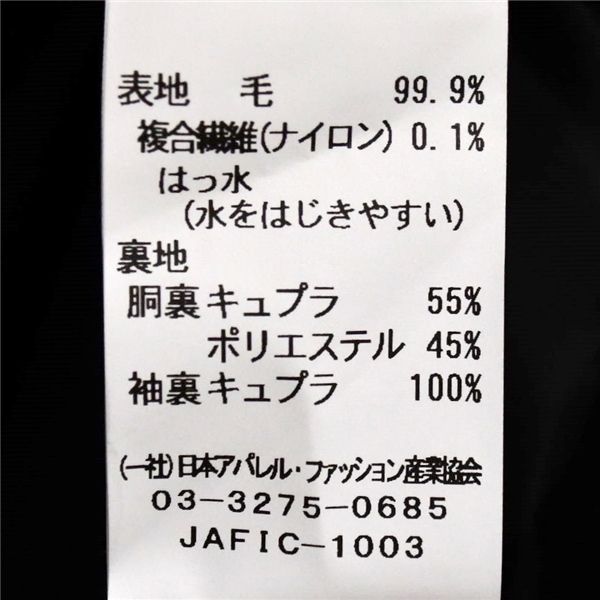 表地　毛　99.9%
複合繊維(ナイロン) 0.1%
はっ水
(水をはじきやすい)
裏地
胴裏 キュプラ 55%
ポリエステル 45%
袖裏 キュプラ 100%
(一社)日本アパレル・ファッション産業協会
03-3275-0685
JAFIC-1003